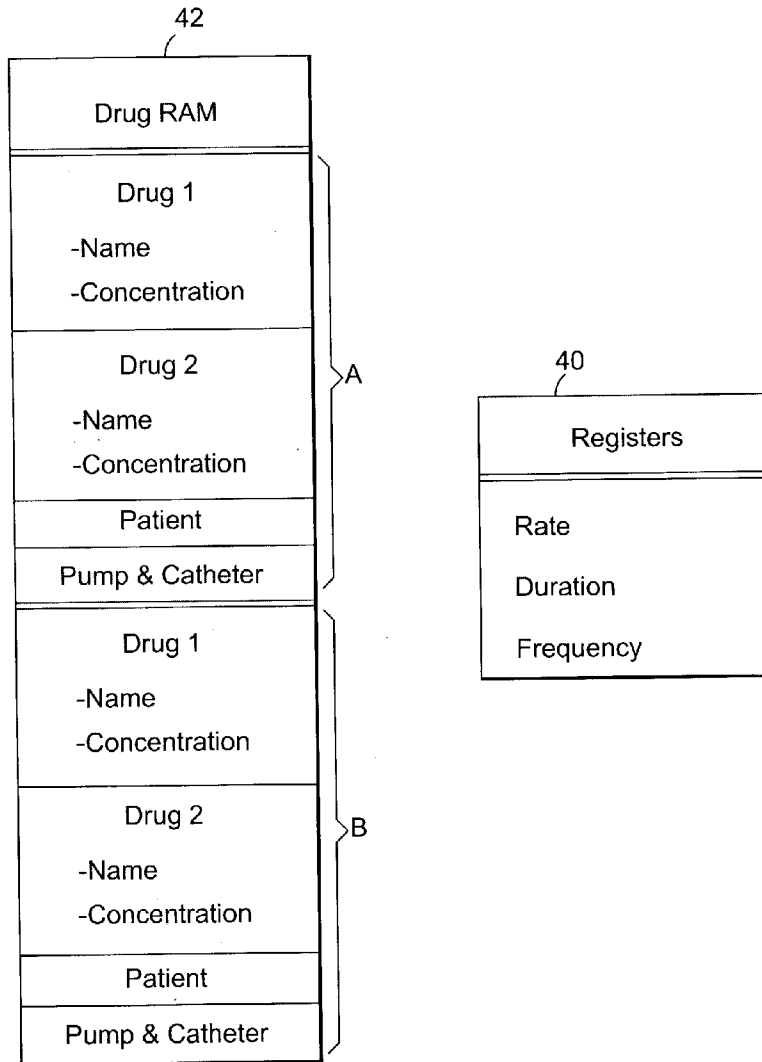 42
Drug RAM
Drug 1
-Name
-Concentration
Drug 2
-Name
-Concentration
Patient
Pump & Catheter
A
Drug 1
-Name
-Concentration
Drug 2
-Name
-Concentration
Patient
Pump & Catheter
B
40
Registers
Rate
Duration
Frequency